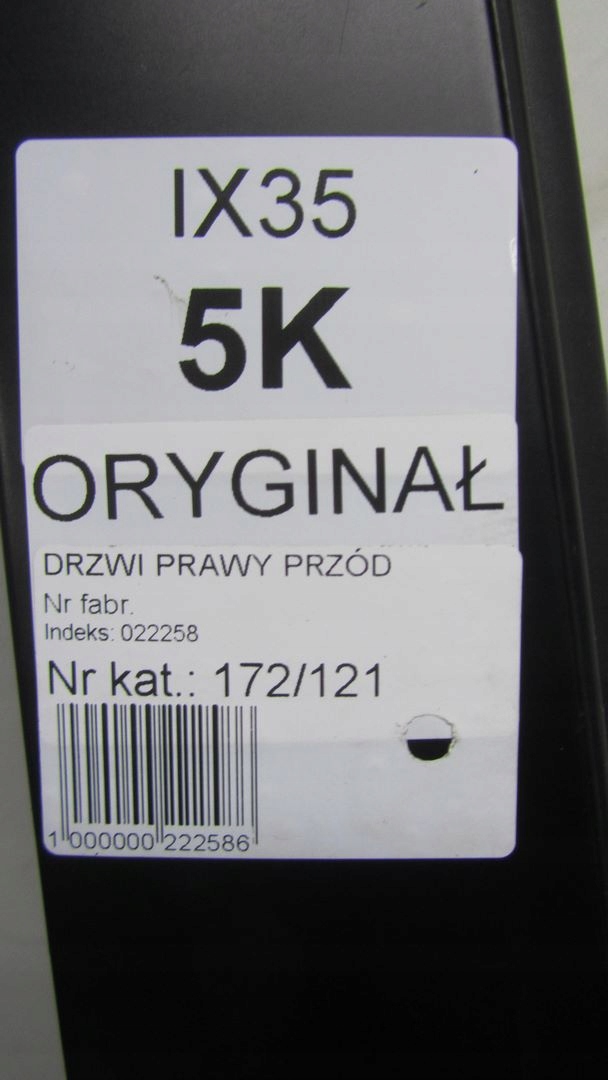 IX35
5K
ORYGINAŁ
DRZWI PRAWY PRZÓD
Nr fabr.
Indeks: 022258
Nr kat.: 172/121
1 000000 222586